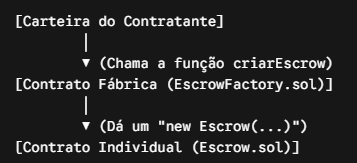 [Carteira do Contratante]
│
▼ (Chama a função criarEscrow)
[Contrato Fábrica (EscrowFactory.sol)]
│
▼ (Dá um "new Escrow(...)")
[Contrato Individual (Escrow.sol)]